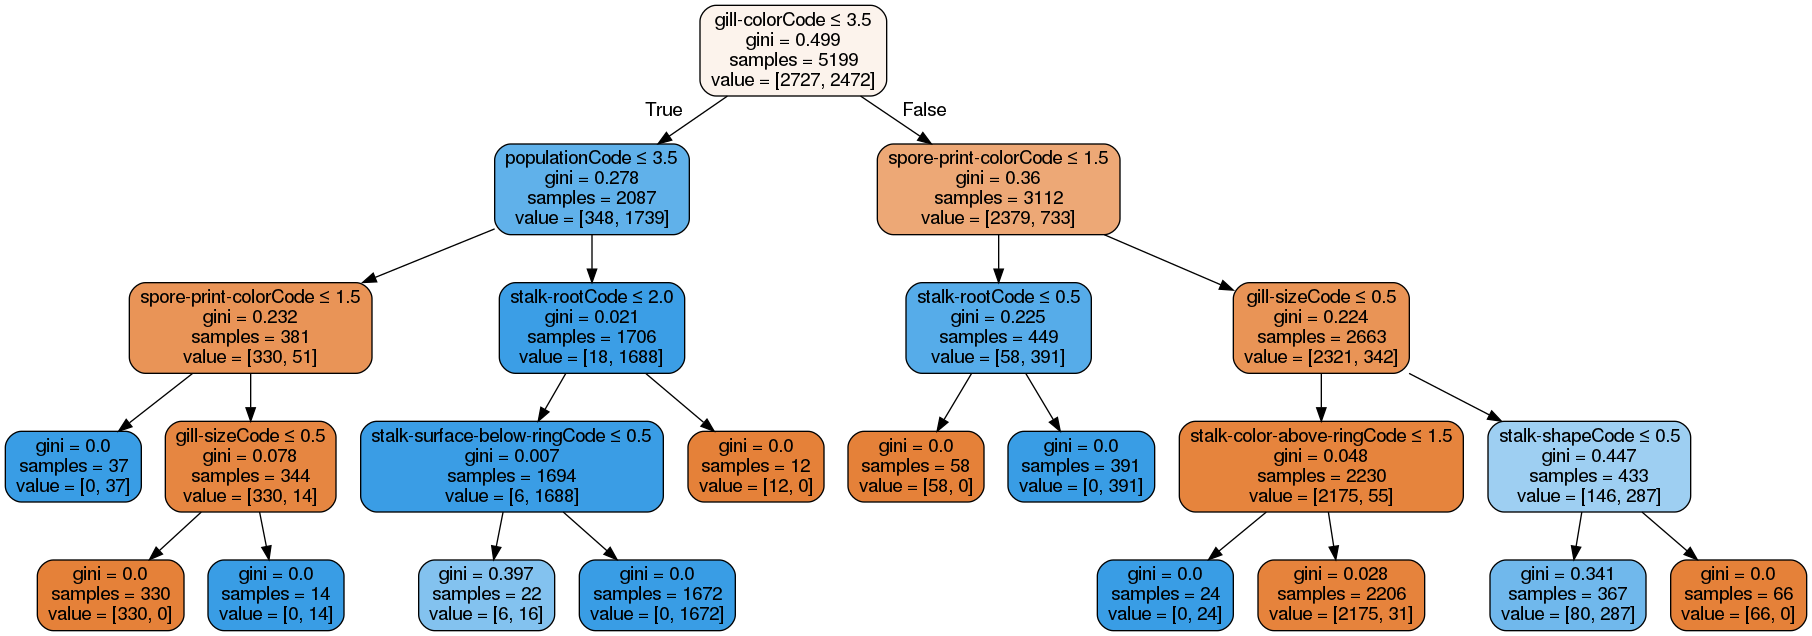 gill-colorCode ≤ 3.5
gini = 0.499
samples = 5199
value = [2727, 2472]
True
False
populationCode ≤ 3.5
gini = 0.278
samples = 2087
value = [348, 1739]
spore-print-colorCode ≤ 1.5
gini = 0.36
samples = 3112
value = [2379, 733]
spore-print-colorCode ≤ 1.5
gini = 0.232
samples = 381
value = [330, 51]
stalk-rootCode ≤ 2.0
gini = 0.021
samples = 1706
value = [18, 1688]
stalk-rootCode ≤ 0.5
gini = 0.225
samples = 449
value = [58, 391]
gill-sizeCode ≤ 0.5
gini = 0.224
samples = 2663
value = [2321, 342]
gini = 0.0
samples = 37
value = [0, 37]
gill-sizeCode ≤ 0.5
gini = 0.078
samples = 344
value = [330, 14]
stalk-surface-below-ringCode ≤ 0.5
gini = 0.007
samples = 1694
value = [6, 1688]
gini = 0.0
samples = 12
value = [12, 0]
gini = 0.0
samples = 58
value = [58, 0]
gini = 0.0
samples = 391
value = [0, 391]
stalk-color-above-ringCode ≤ 1.5
gini = 0.048
samples = 2230
value = [2175, 55]
stalk-shapeCode ≤ 0.5
gini = 0.447
samples = 433
value = [146, 287]
gini = 0.0
samples = 330
value = [330, 0]
gini = 0.0
samples = 14
value = [0, 14]
gini = 0.397
samples = 22
value = [6, 16]
gini = 0.0
samples = 1672
value = [0, 1672]
gini = 0.0
samples = 24
value = [0, 24]
gini = 0.028
samples = 2206
value = [2175, 31]
gini = 0.341
samples = 367
value = [80, 287]
gini = 0.0
samples = 66
value = [66, 0]